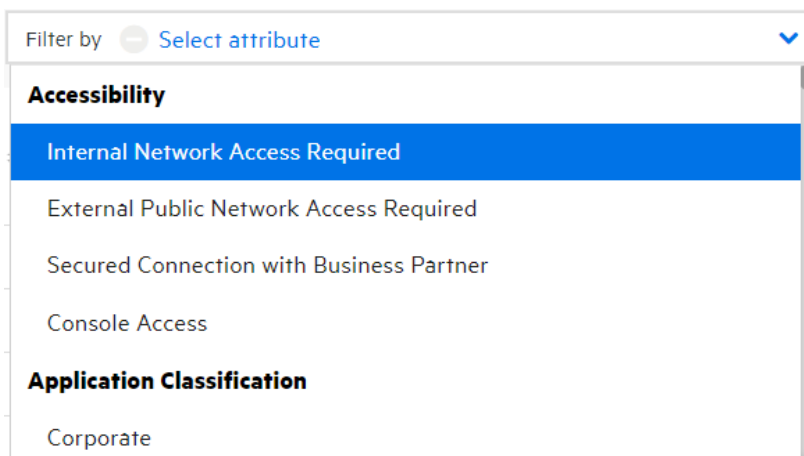 Filter by Select attribute
Accessibility
Internal Network Access Required
External Public Network Access Required
Secured Connection with Business Partner
Console Access
Application Classification
Corporate